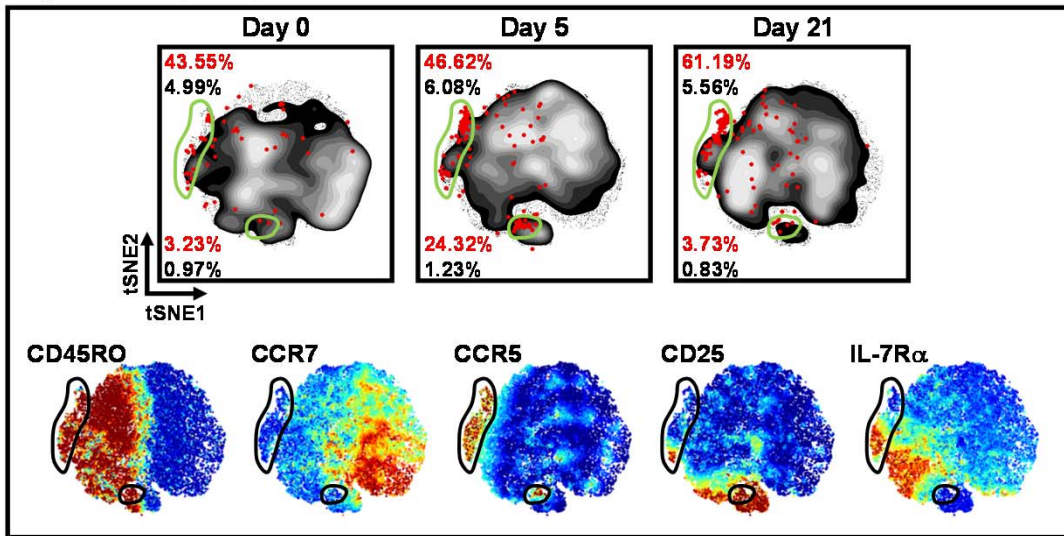 Day 0 Day 5 Day 21
43.55% 46.62% 61.19%
4.99% 6.08% 5.56%
3.23% 24.32% 3.73%
0.97% 1.23% 0.83%
tSNE2
tSNE1
CD45RO CCR7 CCR5 CD25 IL-7Rα